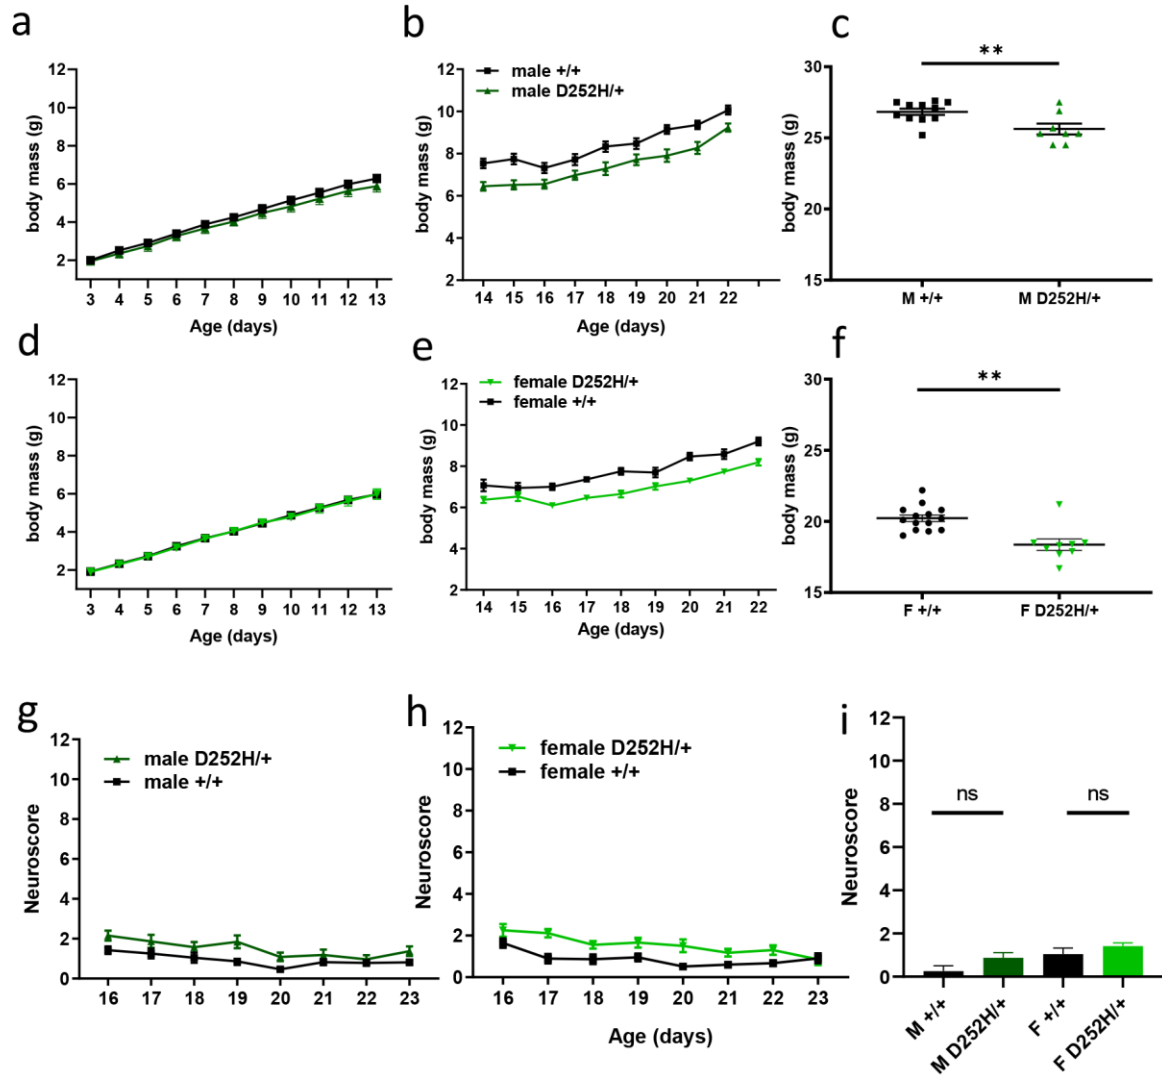 a
body mass (g)
12
10
8
6
4
2
3 4 5 6 7 8 9 10 11 12 13
Age (days)
b
male +/+
male D252H/+
body mass (g)
12
10
8
6
4
2
14 15 16 17 18 19 20 21 22
Age (days)
c
**
body mass (g)
30
25
20
15
M +/+ M D252H/+
d
body mass (g)
12
10
8
6
4
2
3 4 5 6 7 8 9 10 11 12 13
Age (days)
e
female D252H/+
female +/+
body mass (g)
12
10
8
6
4
2
14 15 16 17 18 19 20 21 22
Age (days)
f
**
body mass (g)
30
25
20
15
F +/+ F D252H/+
g
male D252H/+
male +/+
Neuroscore
12
10
8
6
4
2
0
16 17 18 19 20 21 22 23
h
female D252H/+
female +/+
Neuroscore
12
10
8
6
4
2
0
16 17 18 19 20 21 22 23
Age (days)
i
ns ns
Neuroscore
12
10
8
6
4
2
0
M +/+
M D252H/+
F +/+
F D252H/+